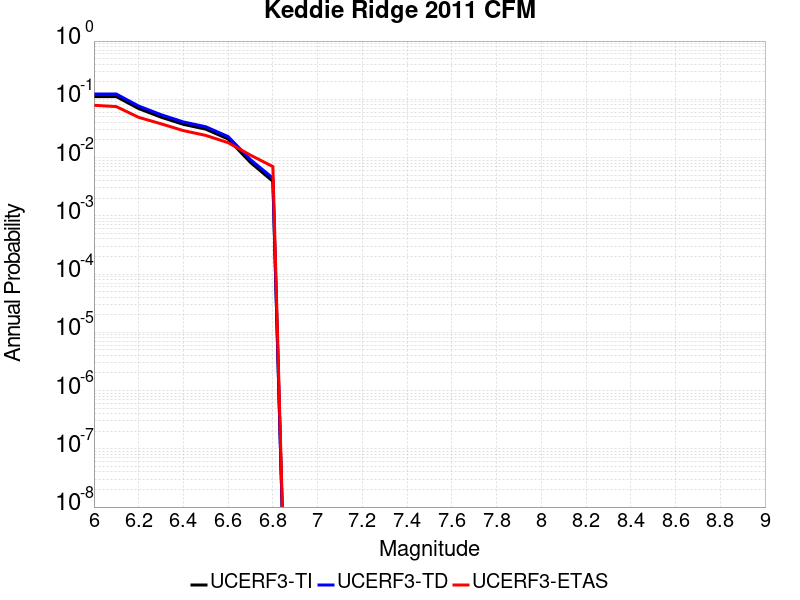 Keddie Ridge 2011 CFM
Annual Probability
10^0
10^-1
10^-2
10^-3
10^-4
10^-5
10^-6
10^-7
10^-8
6 6.2 6.4 6.6 6.8 7 7.2 7.4 7.6 7.8 8 8.2 8.4 8.6 8.8 9
Magnitude
UCERF3-TI UCERF3-TD UCERF3-ETAS